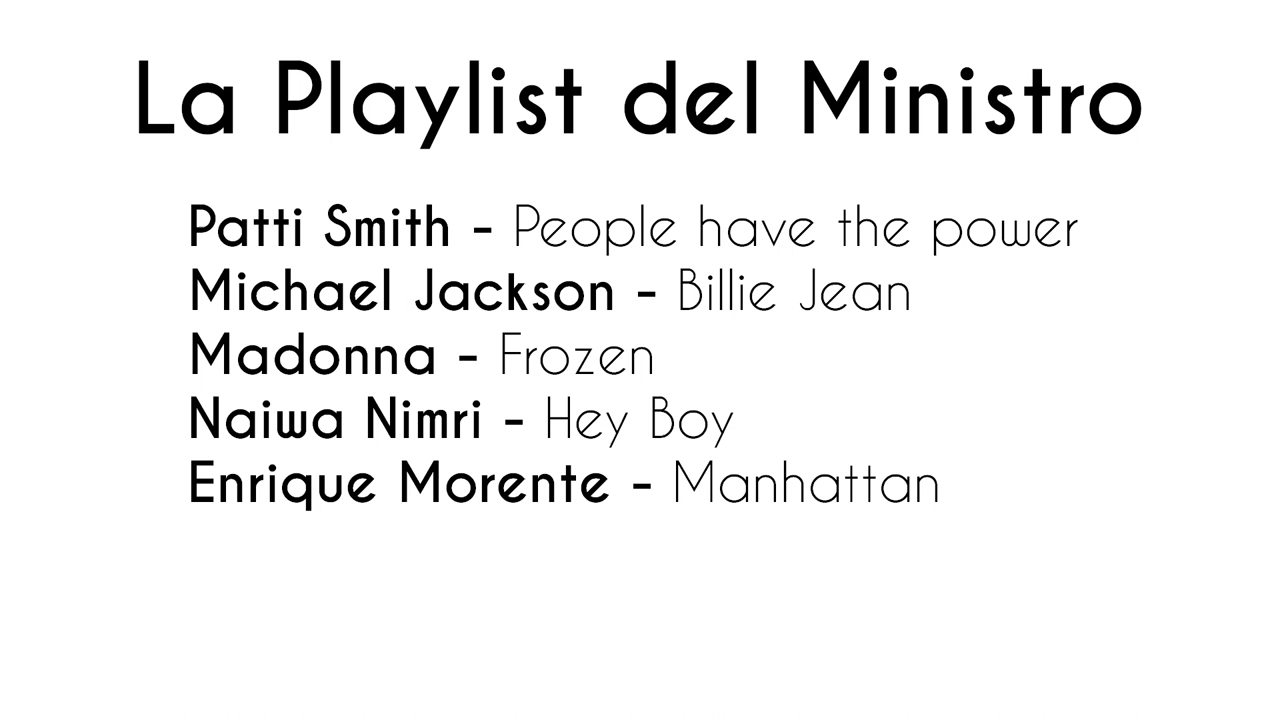 La Playlist del Ministro
Patti Smith - People have the power
Michael Jackson - Billie Jean
Madonna - Frozen
Naiwa Nimri - Hey Boy
Enrique Morente - Manhattan